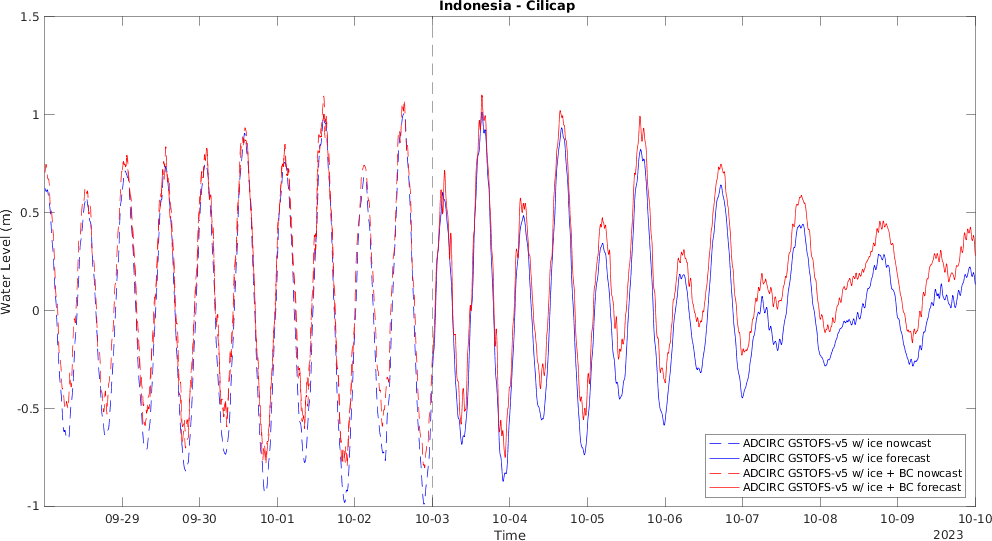 Indonesia - Cilicap
1.5
1
0.5
0
-0.5
-1
Water Level (m)
ADCIRC GSTOFS-v5 w/ ice nowcast
ADCIRC GSTOFS-v5 w/ ice forecast
ADCIRC GSTOFS-v5 w/ ice + BC nowcast
ADCIRC GSTOFS-v5 w/ ice + BC forecast
09-29 09-30 10-01 10-02 10-03 10-04 10-05 10-06 10-07 10-08 10-09 10-10
Time
2023